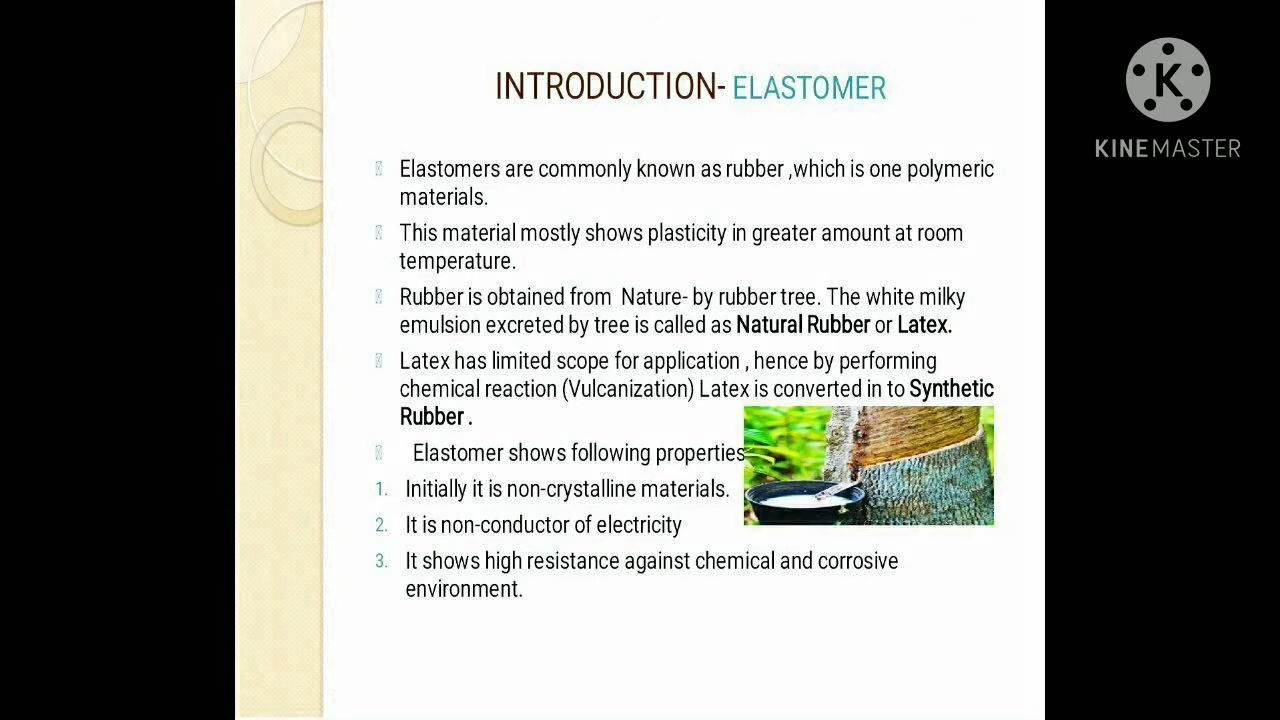 INTRODUCTION- ELASTOMER
K
KINEMASTER
Elastomers are commonly known as rubber ,which is one polymeric
materials.
This material mostly shows plasticity in greater amount at room
temperature.
Rubber is obtained from Nature- by rubber tree. The white milky
emulsion excreted by tree is called as Natural Rubber or Latex.
Latex has limited scope for application , hence by performing
chemical reaction (Vulcanization) Latex is converted in to Synthetic
Rubber .
Elastomer shows following properties
1. Initially it is non-crystalline materials.
2. It is non-conductor of electricity
3. It shows high resistance against chemical and corrosive
environment.